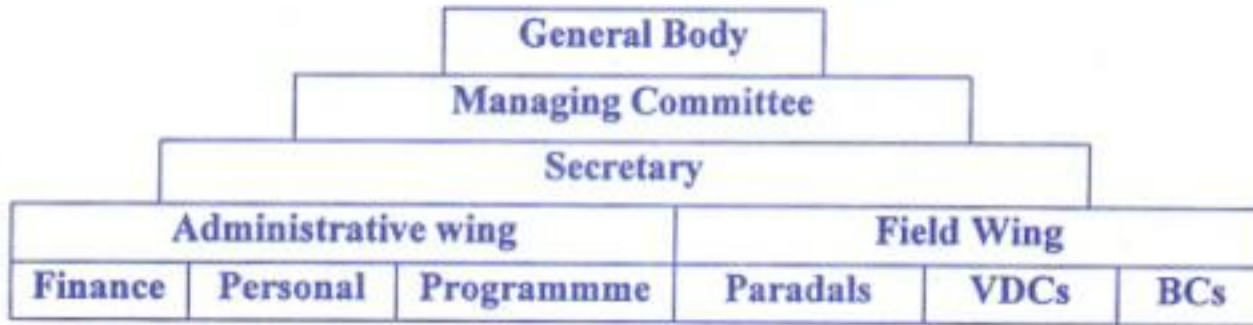 General Body
Managing Committee
Secretary
Administrative wing Field Wing
Finance Personal Programmme Paradals VDCs BCs